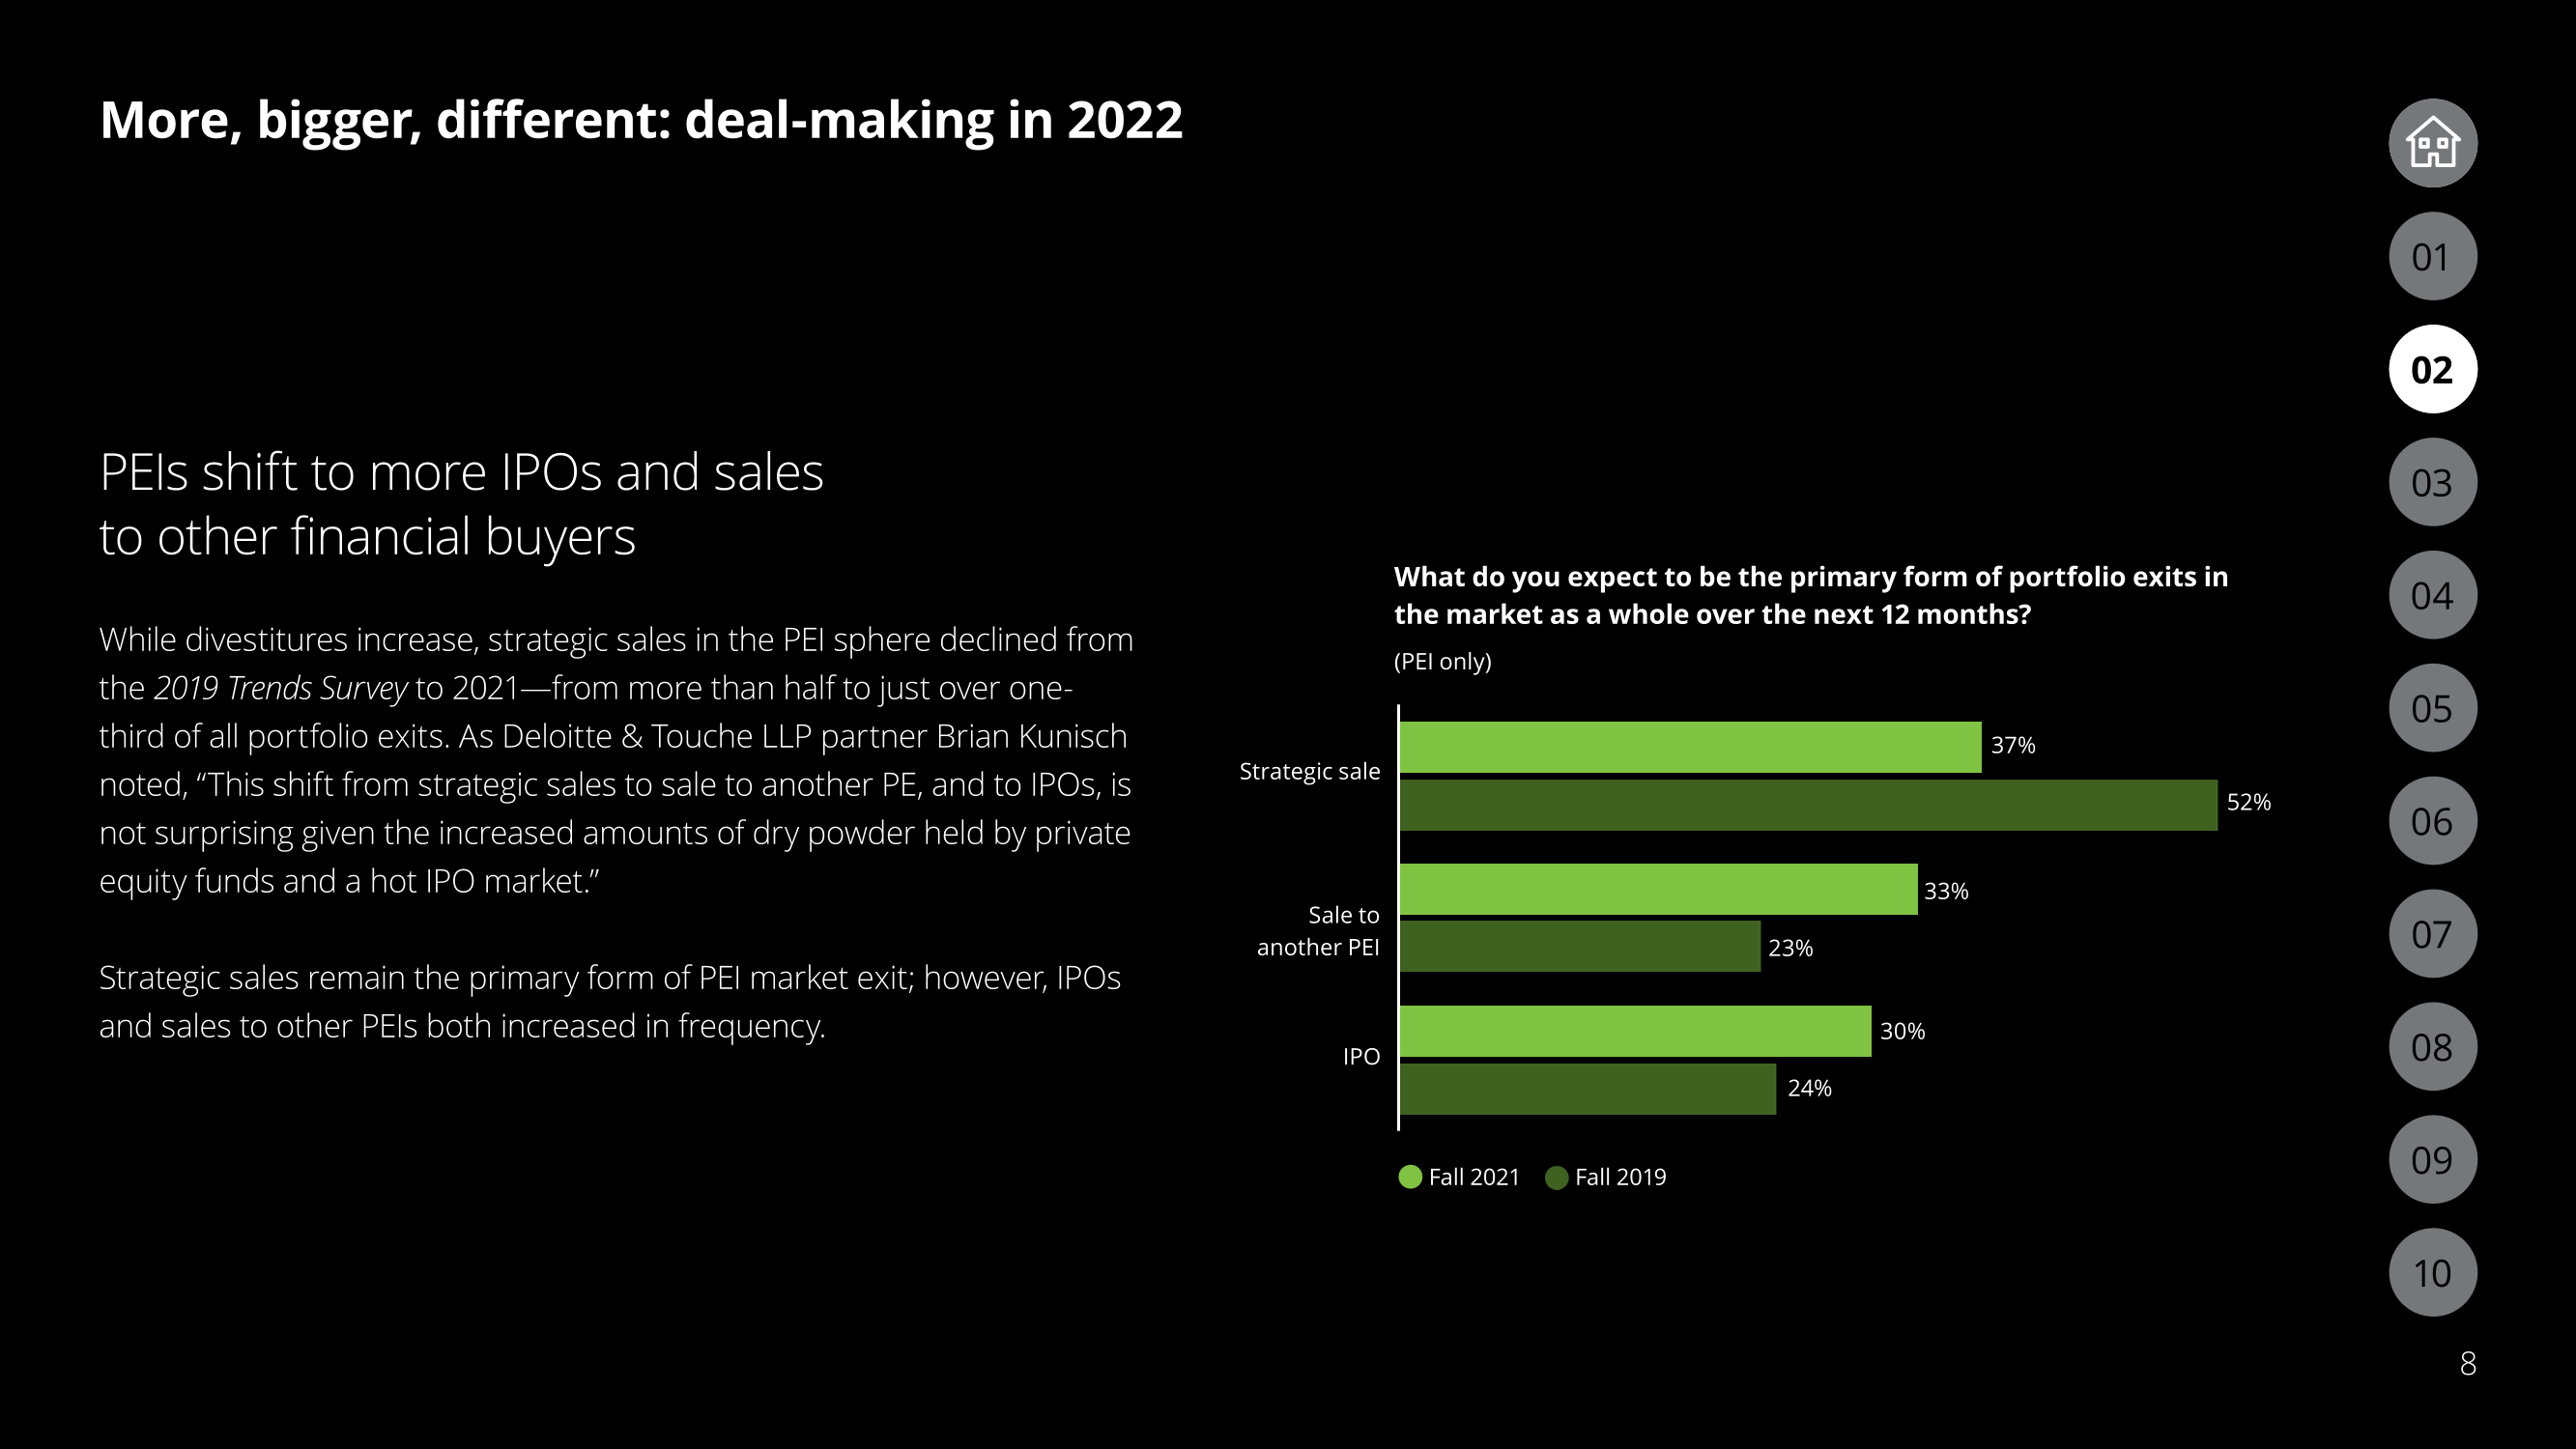 More, bigger, different: deal-making in 2022
PEIs shift to more IPOs and sales
to other financial buyers
While divestitures increase, strategic sales in the PEI sphere declined from
the 2019 Trends Survey to 2021—from more than half to just over one-
third of all portfolio exits. As Deloitte & Touche LLP partner Brian Kunisch
noted, “This shift from strategic sales to sale to another PE, and to IPOs, is
not surprising given the increased amounts of dry powder held by private
equity funds and a hot IPO market.”
Strategic sales remain the primary form of PEI market exit; however, IPOs
and sales to other PEIs both increased in frequency.
What do you expect to be the primary form of portfolio exits in
the market as a whole over the next 12 months?
(PEI only)
Strategic sale
37%
52%
Sale to
another PEI
33%
23%
IPO
30%
24%
Fall 2021
Fall 2019
01
02
03
04
05
06
07
08
09
10
8